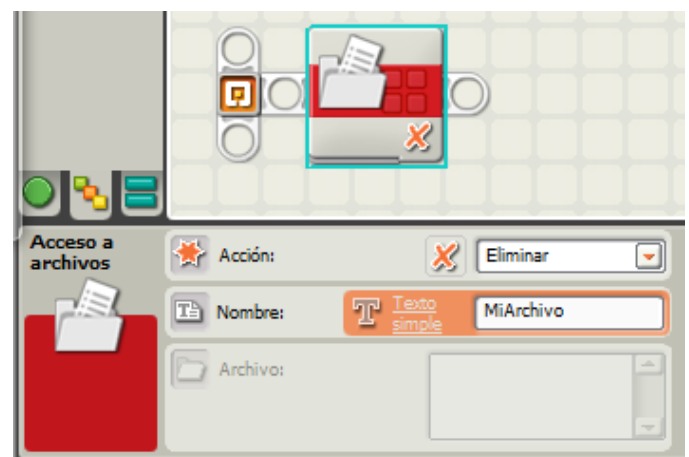 Acceso a
archivos
Acción:
Eliminar
Nombre:
T Texto
simple
MiArchivo
Archivo: